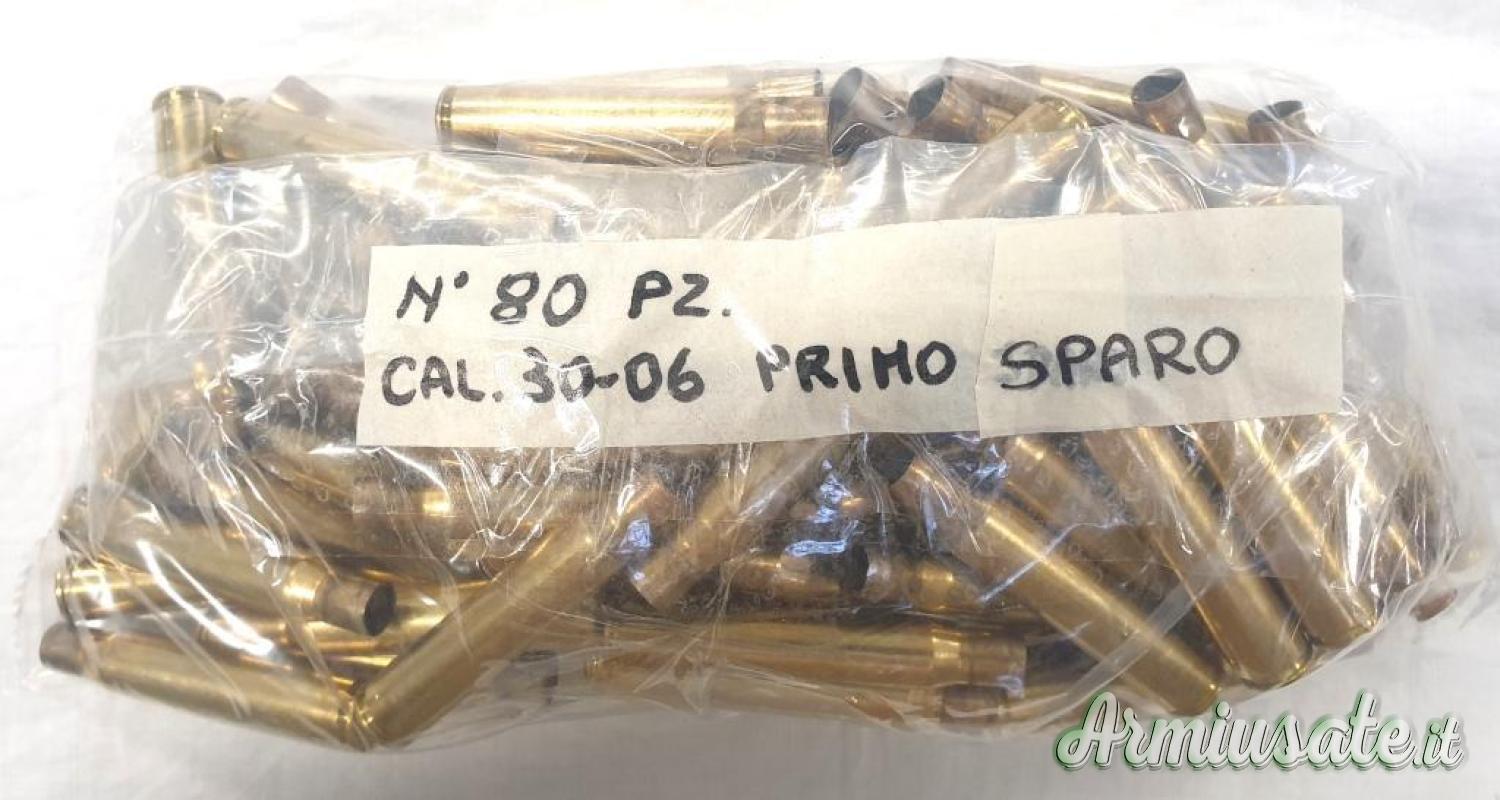 N° 80 PZ.
CAL. 30-06 PRIMO SPARO
Armiusate.it